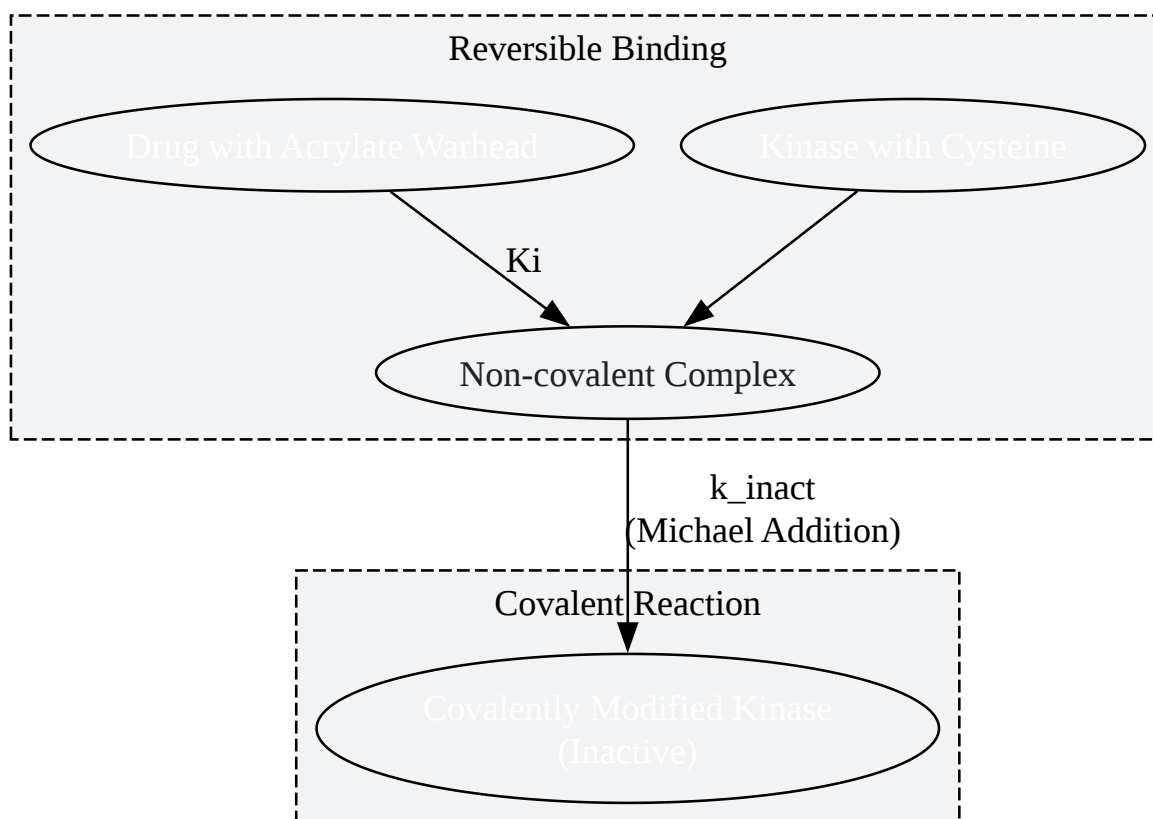 Reversible Binding
Drug with Acrylate Warhead
Kinase with Cysteine
Ki
Non-covalent Complex
k_inact
(Michael Addition)
Covalent Reaction
Covalently Modified Kinase
(Inactive)